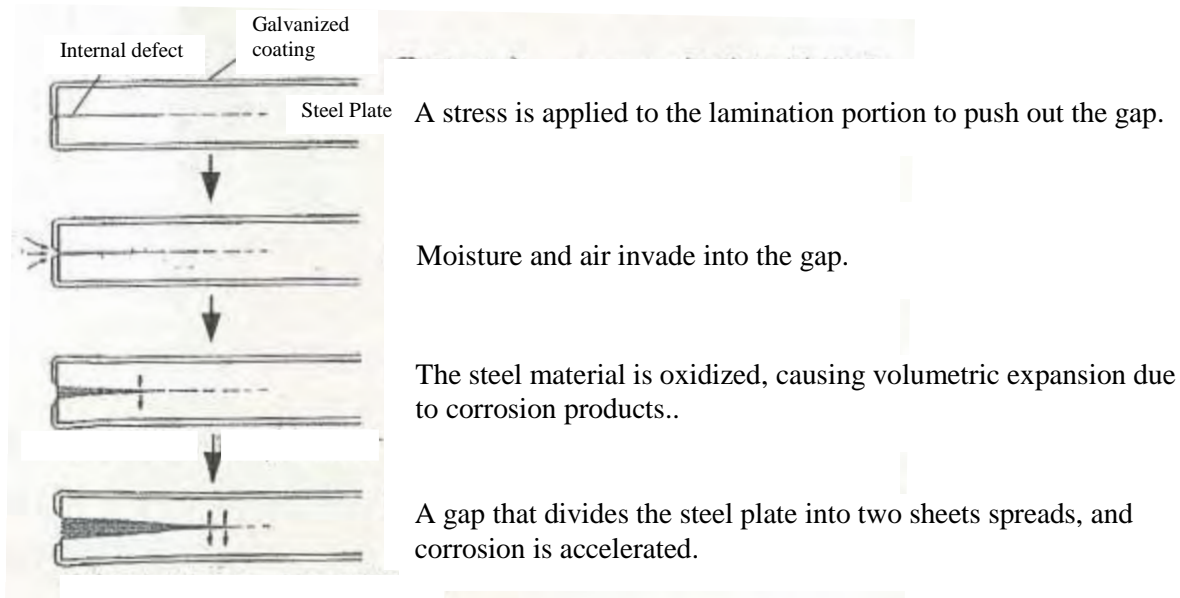 Galvanized
coating
Internal defect
Steel Plate
A stress is applied to the lamination portion to push out the gap.
Moisture and air invade into the gap.
The steel material is oxidized, causing volumetric expansion due
to corrosion products..
A gap that divides the steel plate into two sheets spreads, and
corrosion is accelerated.